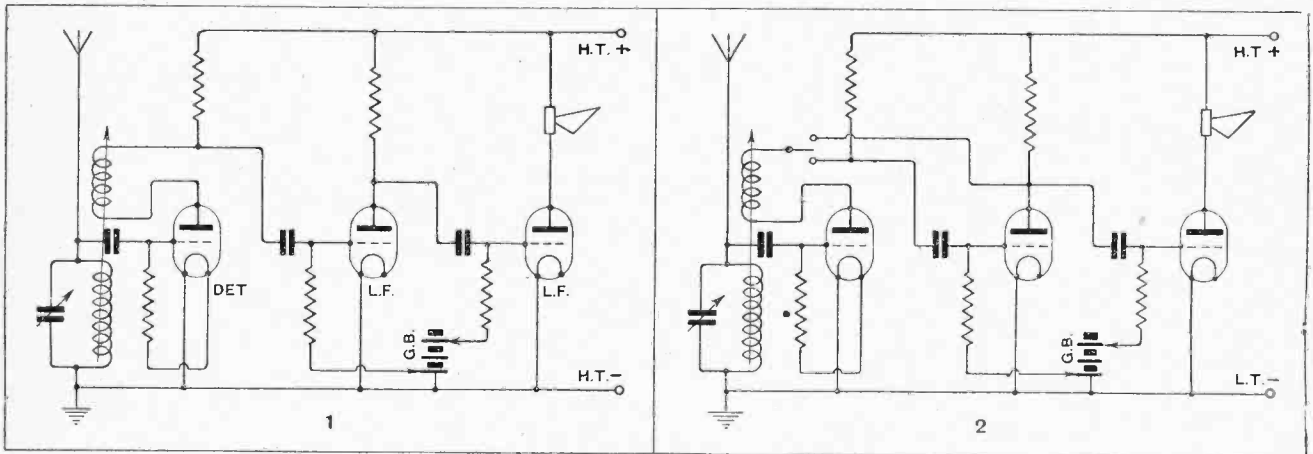 H.T. +
DET
L.F.
L.F.
G.B.
H.T. -
1
H.T +
G.B.
L.T. -
2